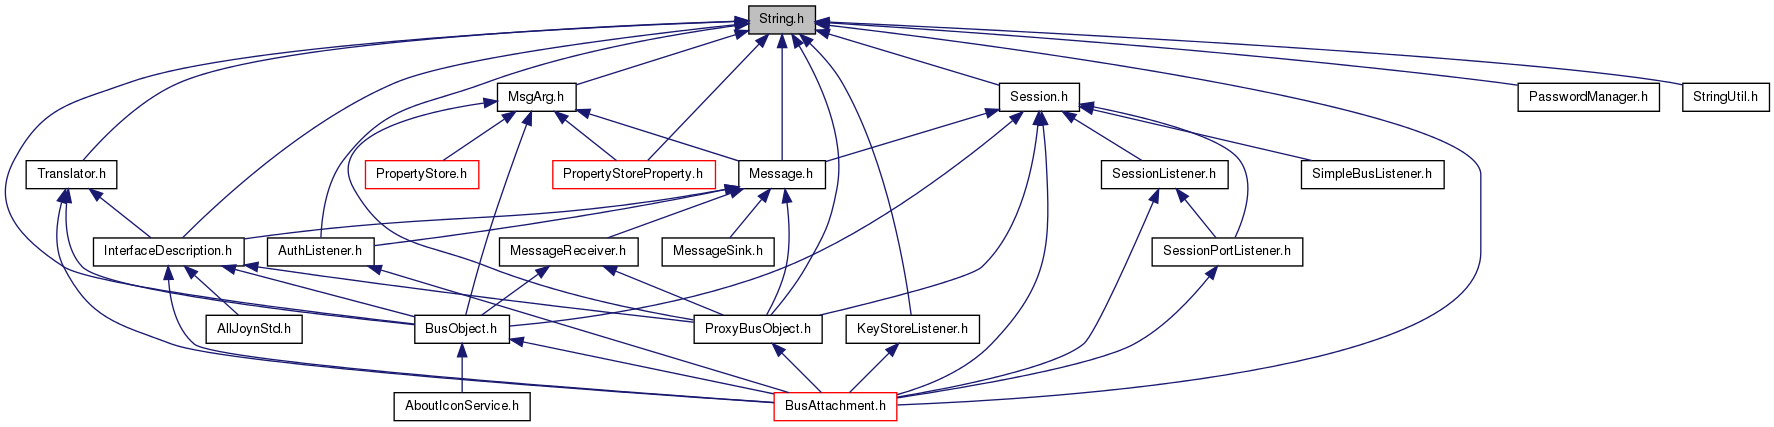 String.h
MsgArg.h
Session.h
PasswordManager.h
StringUtil.h
Translator.h
PropertyStore.h
PropertyStoreProperty.h
Message.h
SessionListener.h
SimpleBusListener.h
InterfaceDescription.h
AuthListener.h
MessageReceiver.h
MessageSink.h
SessionPortListener.h
AllJoynStd.h
BusObject.h
ProxyBusObject.h
KeyStoreListener.h
AboutIconService.h
BusAttachment.h